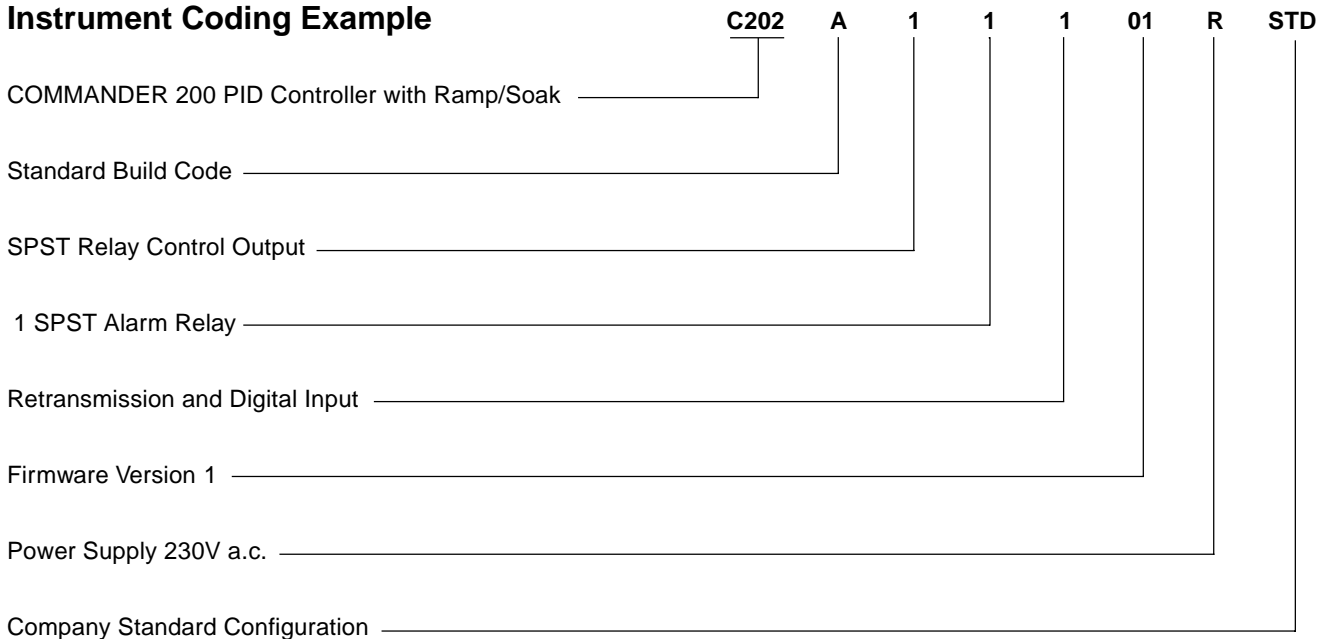 Instrument Coding Example C202 A 1 1 1 01 R STD
COMMANDER 200 PID Controller with Ramp/Soak
Standard Build Code
SPST Relay Control Output
1 SPST Alarm Relay
Retransmission and Digital Input
Firmware Version 1
Power Supply 230V a.c.
Company Standard Configuration